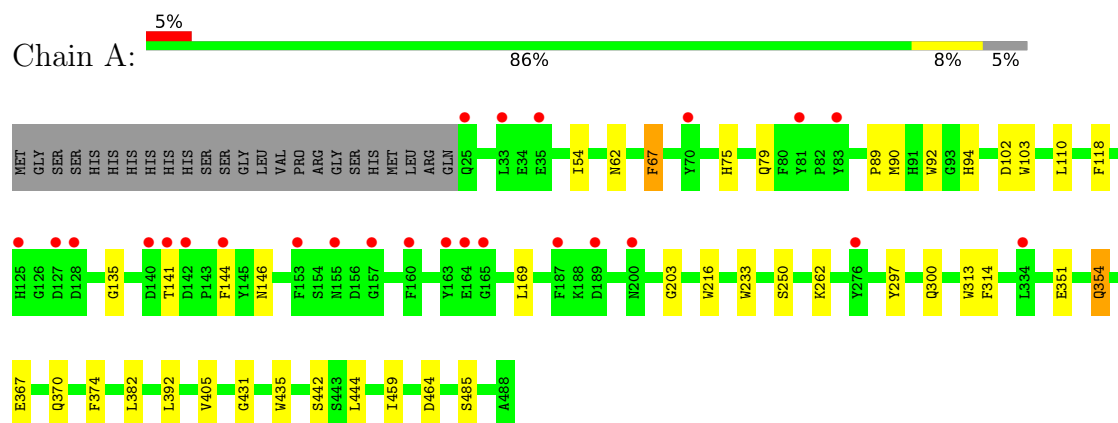 5%
Chain A:
86% 8% 5%
MET GLY SER SER HIS HIS HIS HIS HIS HIS SER SER GLY LEU VAL PRO ARG GLY SER HIS MET LEU ARG GLN Q25 L33 E34 E35 I54 N62 F67 Y70 H75 Q79 F80 Y81 P82 Y83 P89 M90 H91 W92 G93 H94 D102 W103 L110 F118
H125 G126 D127 D128 G135 D140 T141 D142 P143 F144 Y145 N146 F153 S154 N155 D156 G157 F160 Y163 E164 G165 L169 F187 K188 D189 N200 G203 W216 W233 S250 K262 Y276 Y297 Q300 W313 F314 L334 E351 Q354
E367 Q370 F374 L382 L392 V405 G431 W435 S442 S443 L444 I459 D464 S485 A488